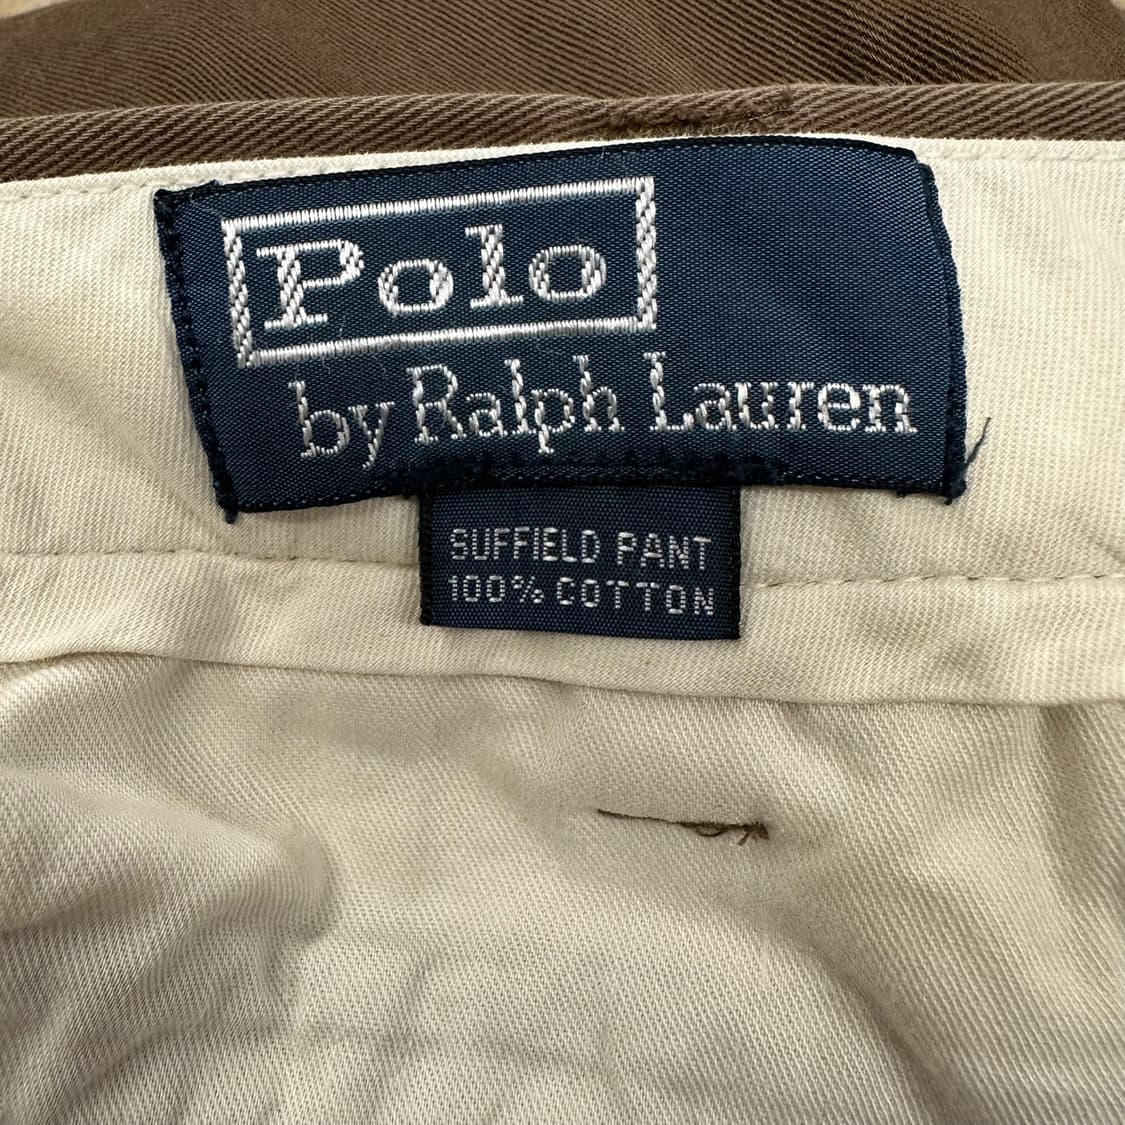 Polo
by Ralph Lauren
SUFFIELD PANT
100% COTTON